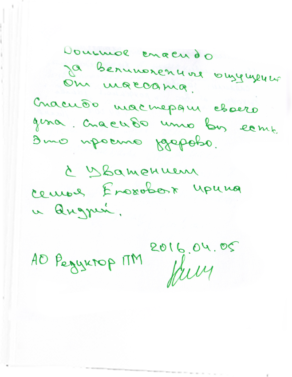 Большое спасибо
за великолепные ощущения
от массажа.
Спасибо мастерам своего
дела. Спасибо что вы есть.
Это просто здорово.
С уважением
семья Елоховых Ирина
и Андрей.
2016.04.05
АО Редуктор ПМ